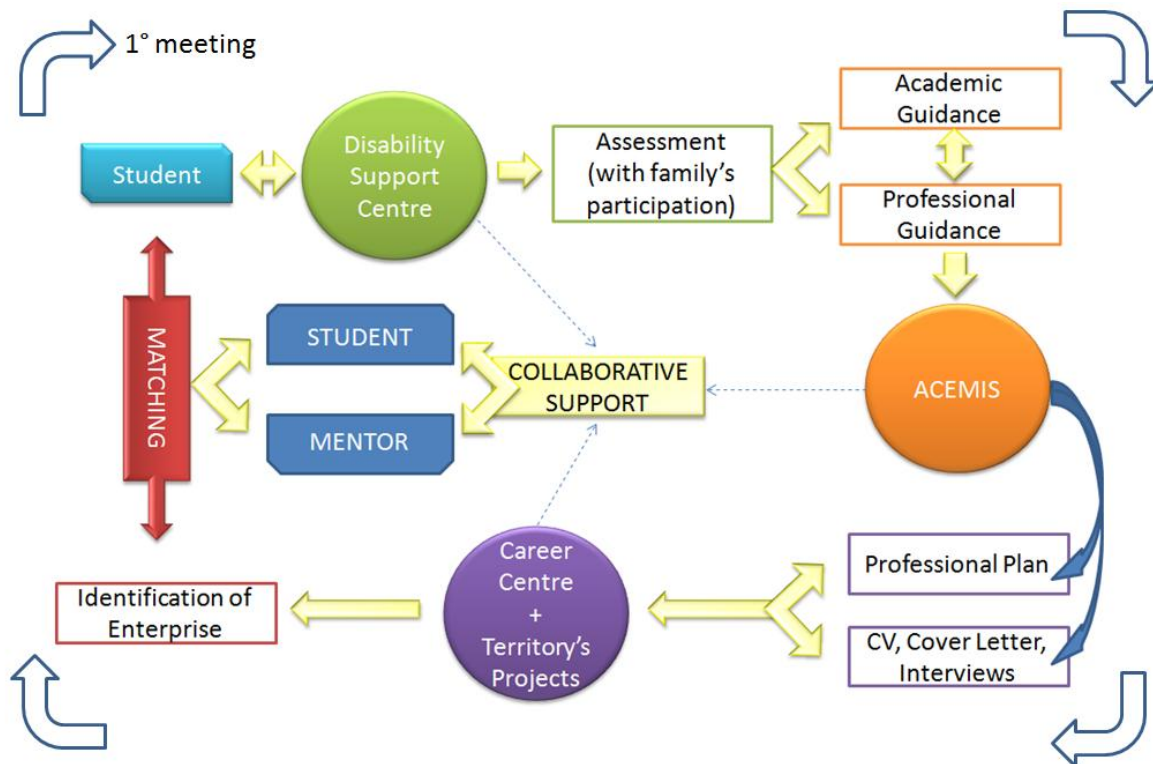 1° meeting
Student
Disability
Support
Centre
Assessment
(with family's
participation)
Academic
Guidance
Professional
Guidance
MATCHING
STUDENT
MENTOR
COLLABORATIVE
SUPPORT
ACEMIS
Identification of
Enterprise
Career
Centre
+
Territory's
Projects
Professional Plan
CV, Cover Letter,
Interviews